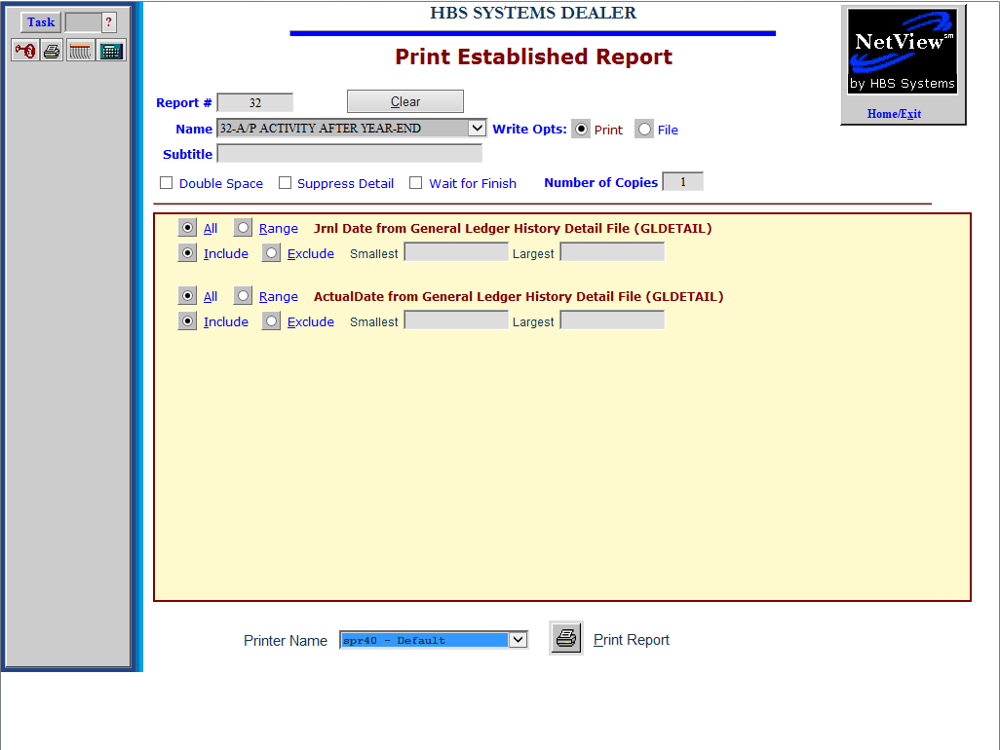 HBS SYSTEMS DEALER
Task ?
Print Established Report
NetView℠
by HBS Systems
Home/Exit
Report # 32 Clear
Name 32-A/P ACTIVITY AFTER YEAR-END Write Opts: Print File
Subtitle
Double Space Suppress Detail Wait for Finish Number of Copies 1
All Range Jrnl Date from General Ledger History Detail File (GLDETAIL)
Include Exclude Smallest Largest
All Range ActualDate from General Ledger History Detail File (GLDETAIL)
Include Exclude Smallest Largest
Printer Name spr40 - Default Print Report